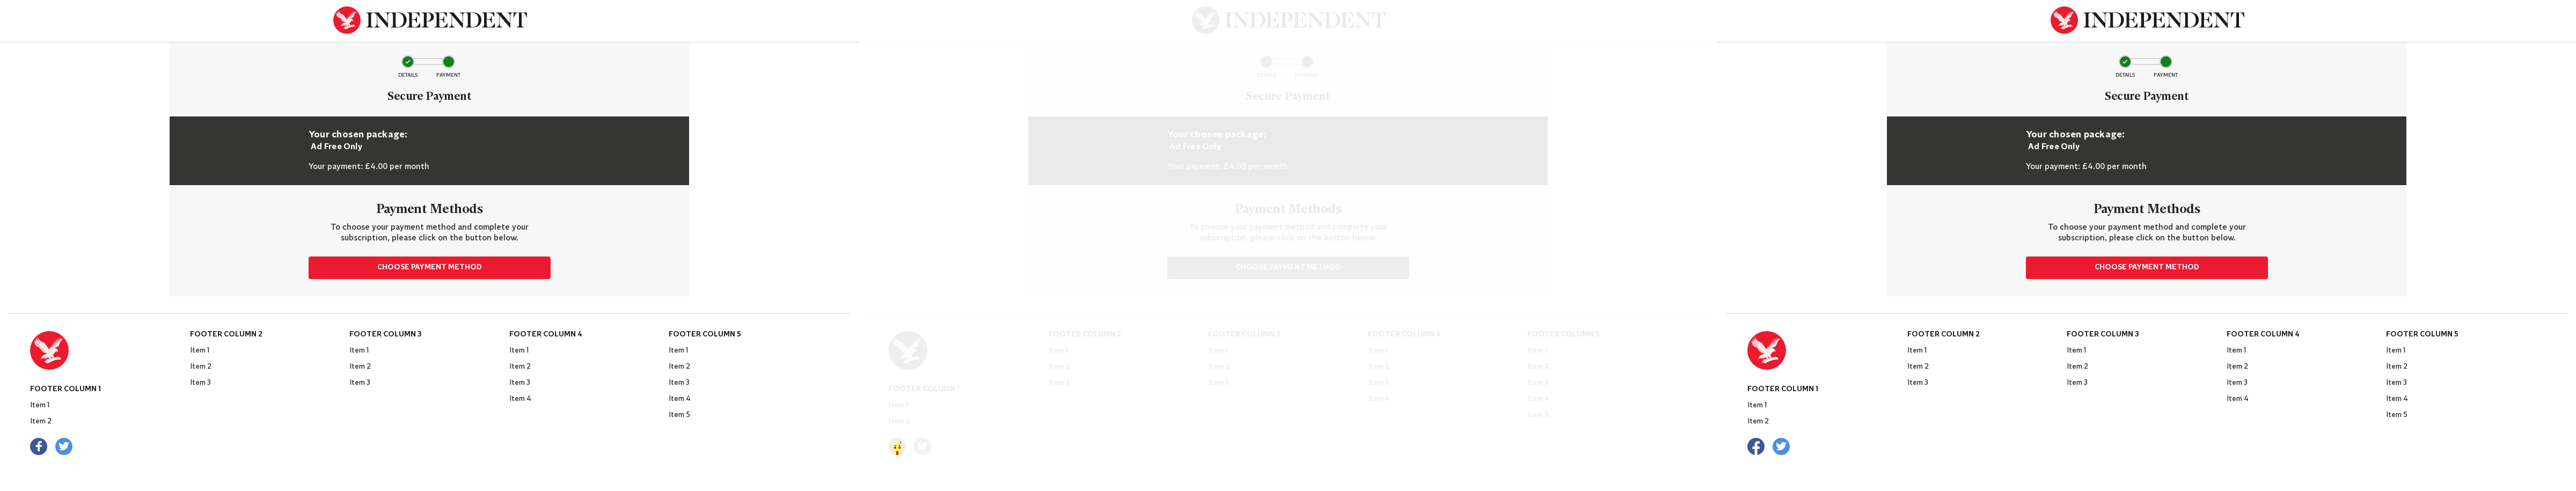 INDEPENDENT
DETAILS PAYMENT
Secure Payment
Your chosen package:
Ad Free Only
Your payment: £4.00 per month
Payment Methods
To choose your payment method and complete your
subscription, please click on the button below.
CHOOSE PAYMENT METHOD
FOOTER COLUMN 1
Item 1
Item 2
FOOTER COLUMN 2
Item 1
Item 2
Item 3
FOOTER COLUMN 3
Item 1
Item 2
Item 3
FOOTER COLUMN 4
Item 1
Item 2
Item 3
Item 4
FOOTER COLUMN 5
Item 1
Item 2
Item 3
Item 4
Item 5
INDEPENDENT
DETAILS PAYMENT
Secure Payment
Your chosen package:
Ad Free Only
Your payment: £4.00 per month
Payment Methods
To choose your payment method and complete your
subscription, please click on the button below.
CHOOSE PAYMENT METHOD
FOOTER COLUMN 1
Item 1
Item 2
FOOTER COLUMN 2
Item 1
Item 2
Item 3
FOOTER COLUMN 3
Item 1
Item 2
Item 3
FOOTER COLUMN 4
Item 1
Item 2
Item 3
Item 4
FOOTER COLUMN 5
Item 1
Item 2
Item 3
Item 4
Item 5
INDEPENDENT
DETAILS PAYMENT
Secure Payment
Your chosen package:
Ad Free Only
Your payment: £4.00 per month
Payment Methods
To choose your payment method and complete your
subscription, please click on the button below.
CHOOSE PAYMENT METHOD
FOOTER COLUMN 1
Item 1
Item 2
FOOTER COLUMN 2
Item 1
Item 2
Item 3
FOOTER COLUMN 3
Item 1
Item 2
Item 3
FOOTER COLUMN 4
Item 1
Item 2
Item 3
Item 4
FOOTER COLUMN 5
Item 1
Item 2
Item 3
Item 4
Item 5